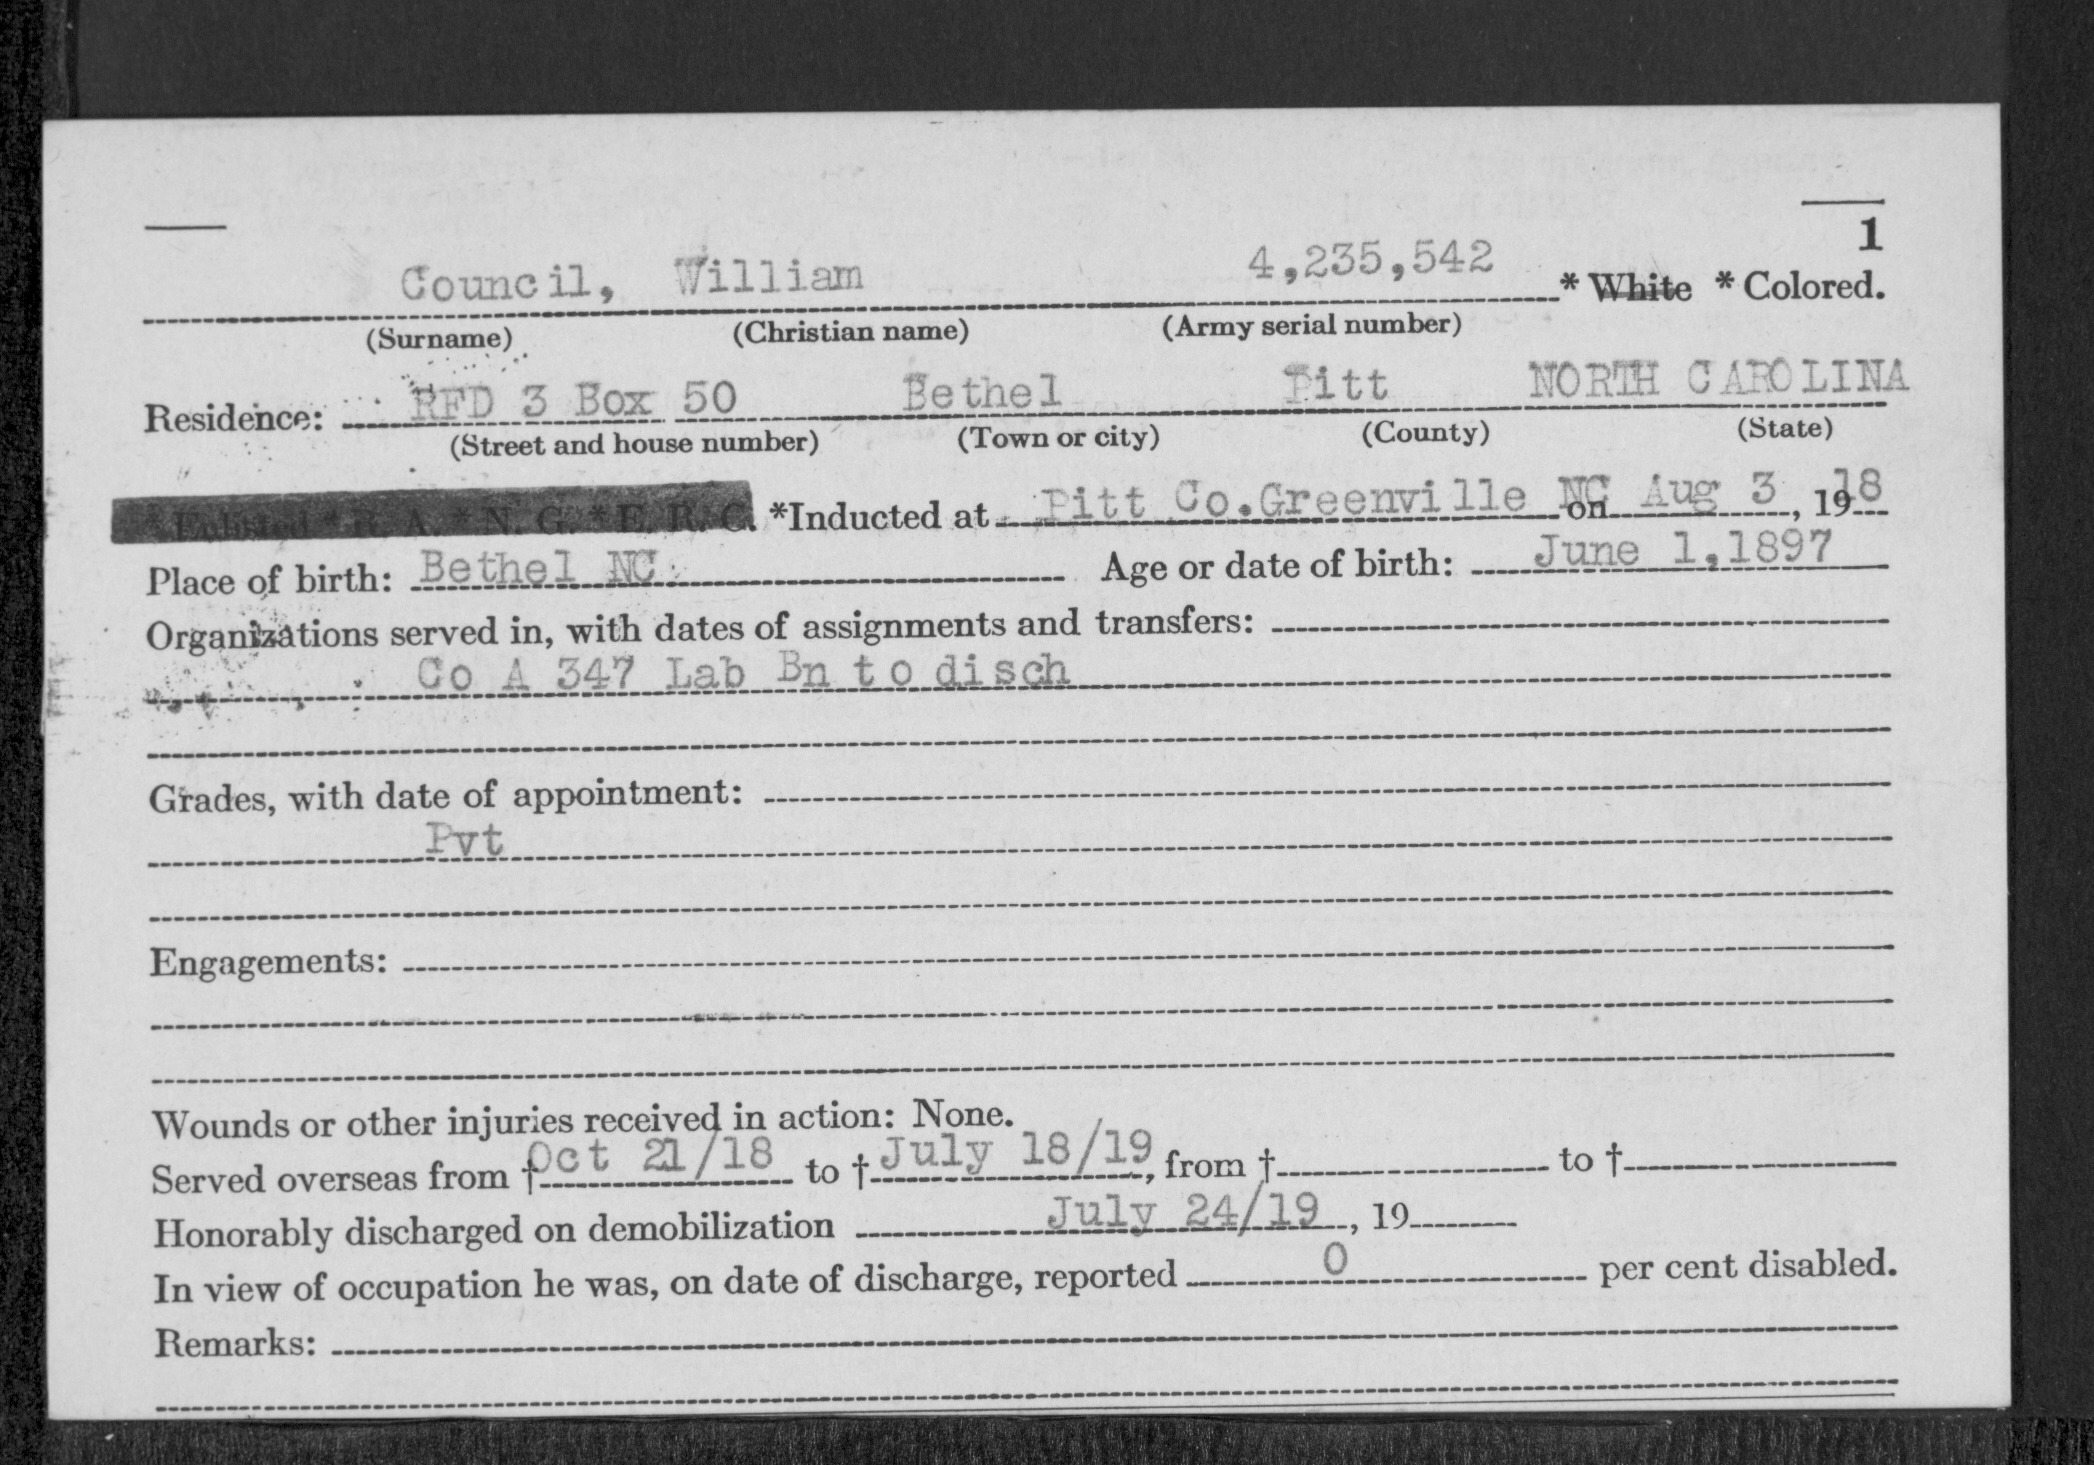 1
Council, William 4,235,542 * White * Colored.
(Surname) (Christian name) (Army serial number)
Residence: RFD 3 Box 50 Bethel Pitt NORTH CAROLINA
(Street and house number) (Town or city) (County) (State)
* Enlisted * R. A. * N. G. * E. R. C. *Inducted at Pitt Co.Greenville NC on Aug 3, 1918
Place of birth: Bethel NC Age or date of birth: June 1,1897
Organizations served in, with dates of assignments and transfers:
Co A 347 Lab Bn to disch
Grades, with date of appointment:
Pvt
Engagements:
Wounds or other injuries received in action: None.
Served overseas from †Oct 21/18 to †July 18/19, from † to †
Honorably discharged on demobilization July 24/19, 19
In view of occupation he was, on date of discharge, reported 0 per cent disabled.
Remarks: